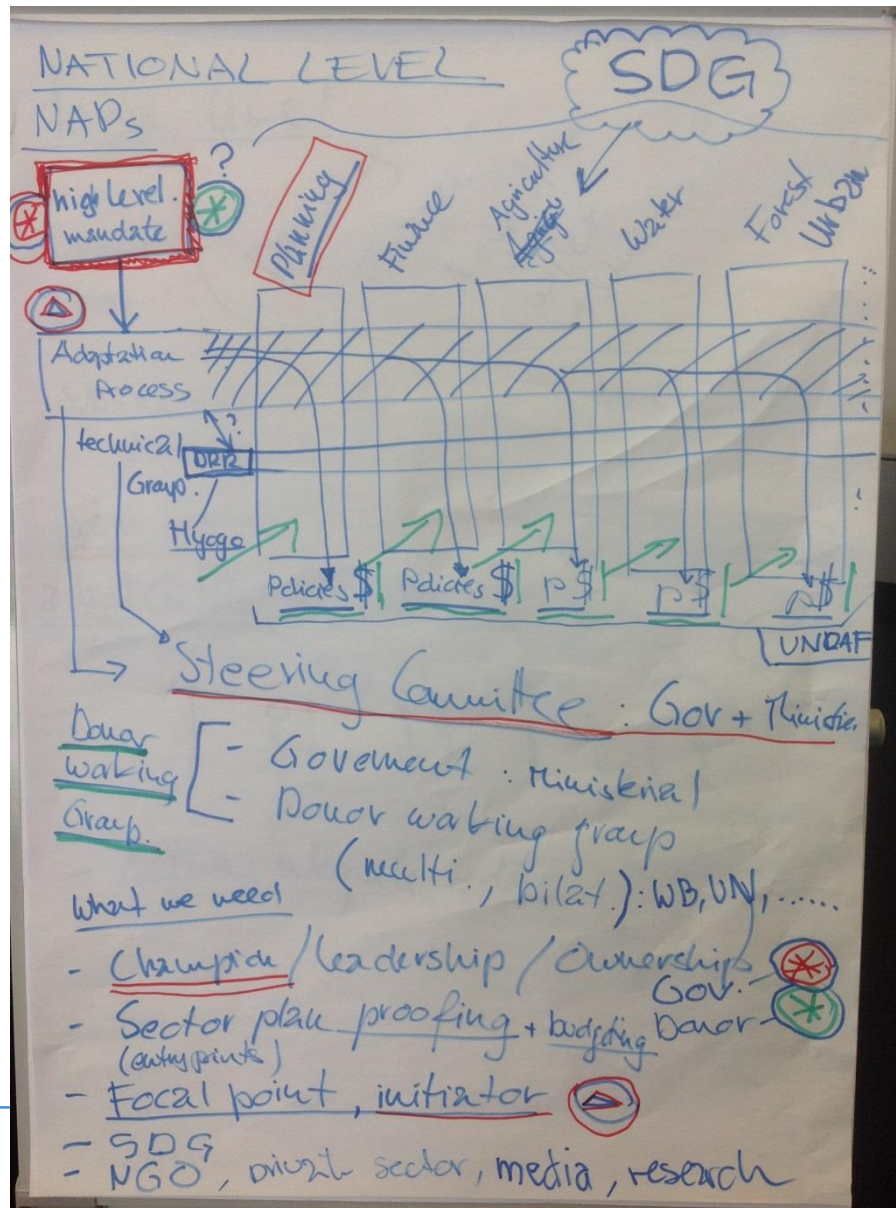 NATIONAL LEVEL
SDG
NAPs
high level.
mandate
?
Planning
Finance
Agriculture
Water
Forest
Urban
Adaptation
Process
technical
Group.
?
DRR
Hyogo
Policies $
Policies $
P $
P $
P $
UNDAF
Steering Committee : Gov +
Donor
Working
Group.
- Government : Ministerial
- Donor working group
(multi., bilat.): WB, UN, ......
What we need
- Champion / leadership / Ownership
Gov.
- Sector plan proofing + budgeting
Donor
(entry points)
- Focal point, initiator
- SDG
- NGO, private sector, media, research